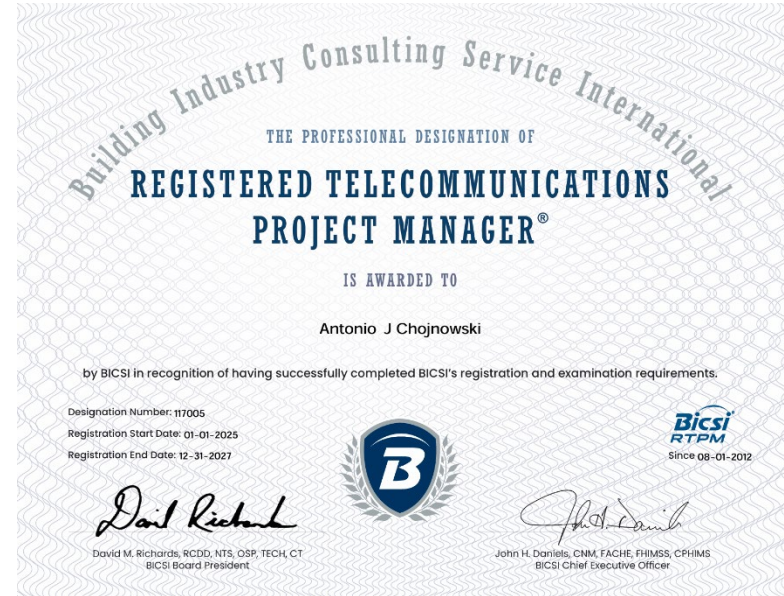 Building Industry Consulting Service International
THE PROFESSIONAL DESIGNATION OF
REGISTERED TELECOMMUNICATIONS
PROJECT MANAGER®
IS AWARDED TO
Antonio J Chojnowski
by BICSI in recognition of having successfully completed BICSI's registration and examination requirements.
Designation Number: 117005
Registration Start Date: 01-01-2025
Registration End Date: 12-31-2027
Bicsi
RTPM
Since 08-01-2012
B
David Richards
John H. Daniels
David M. Richards, RCDD, NTS, OSP, TECH, CT
BICSI Board President
John H. Daniels, CNM, FACHE, FHIMSS, CPHIMS
BICSI Chief Executive Officer